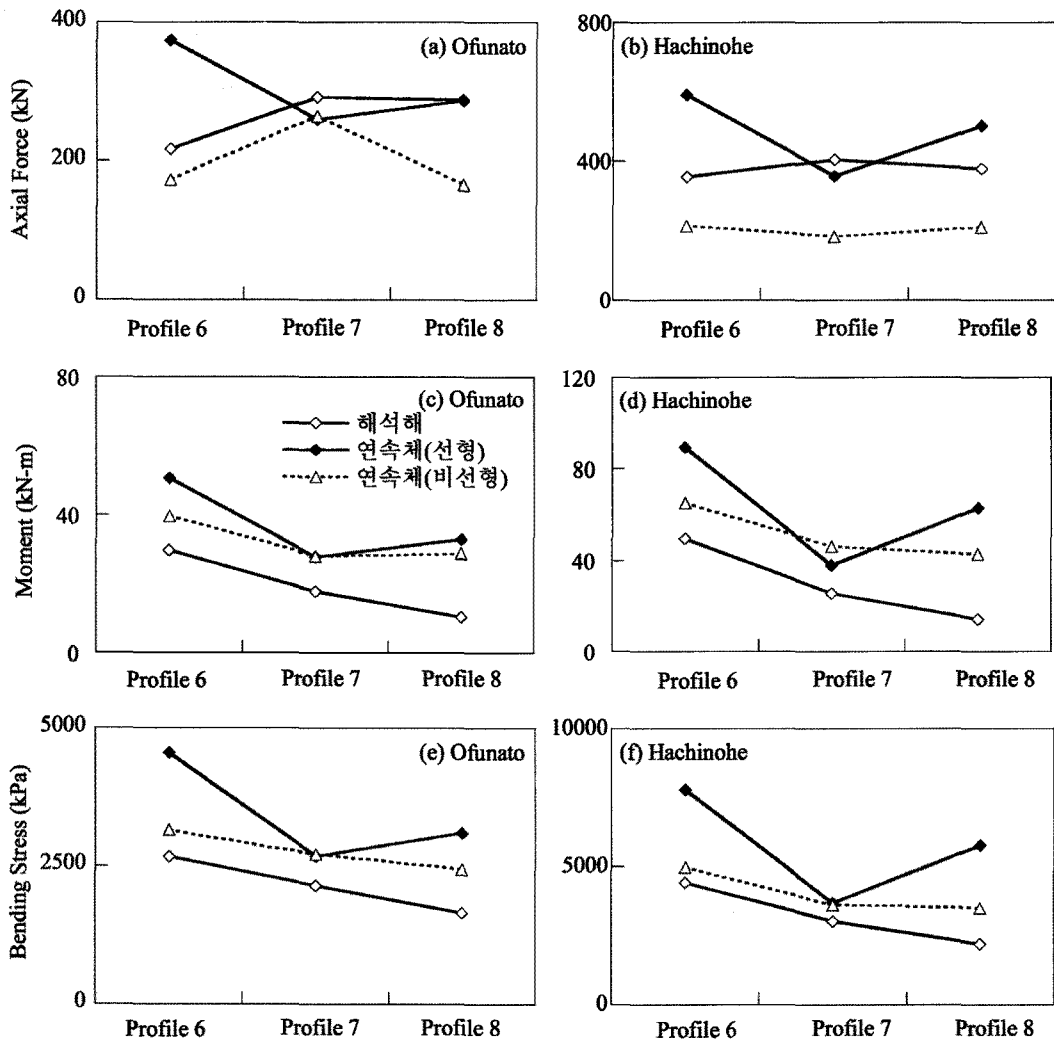 400
(a) Ofunato
200
Axial Force (kN)
0
Profile 6
Profile 7
Profile 8
800
(b) Hachinohe
400
0
Profile 6
Profile 7
Profile 8
80
(c) Ofunato
해석해
연속체(선형)
연속체(비선형)
40
Moment (kN-m)
0
Profile 6
Profile 7
Profile 8
120
(d) Hachinohe
80
40
0
Profile 6
Profile 7
Profile 8
5000
(e) Ofunato
2500
Bending Stress (kPa)
0
Profile 6
Profile 7
Profile 8
10000
(f) Hachinohe
5000
0
Profile 6
Profile 7
Profile 8